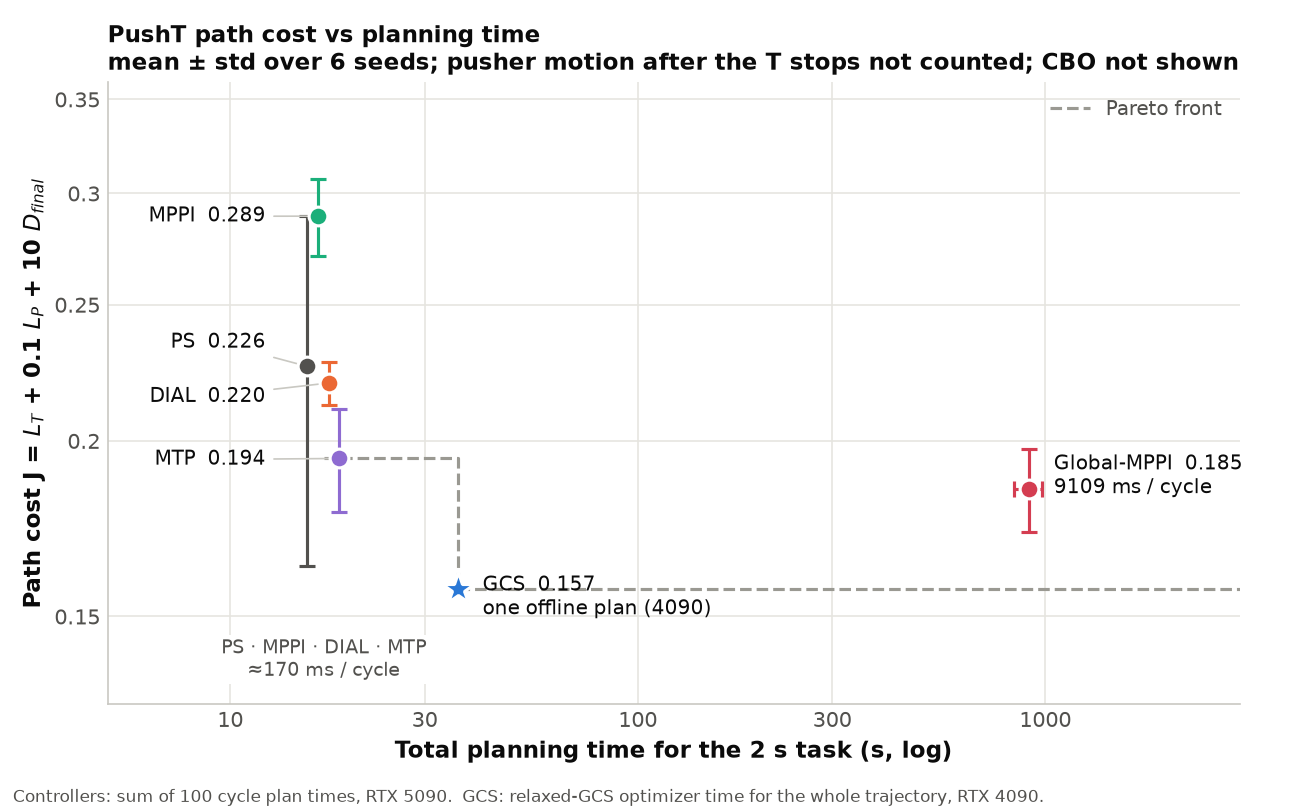 PushT path cost vs planning time
mean ± std over 6 seeds; pusher motion after the T stops not counted; CBO not shown
Path cost J = L_T + 0.1 L_P + 10 D_final
0.35
0.3
0.25
0.2
0.15
Pareto front
MPPI 0.289
PS 0.226
DIAL 0.220
MTP 0.194
Global-MPPI 0.185
9109 ms / cycle
GCS 0.157
one offline plan (4090)
PS · MPPI · DIAL · MTP
≈170 ms / cycle
10
30
100
300
1000
Total planning time for the 2 s task (s, log)
Controllers: sum of 100 cycle plan times, RTX 5090. GCS: relaxed-GCS optimizer time for the whole trajectory, RTX 4090.